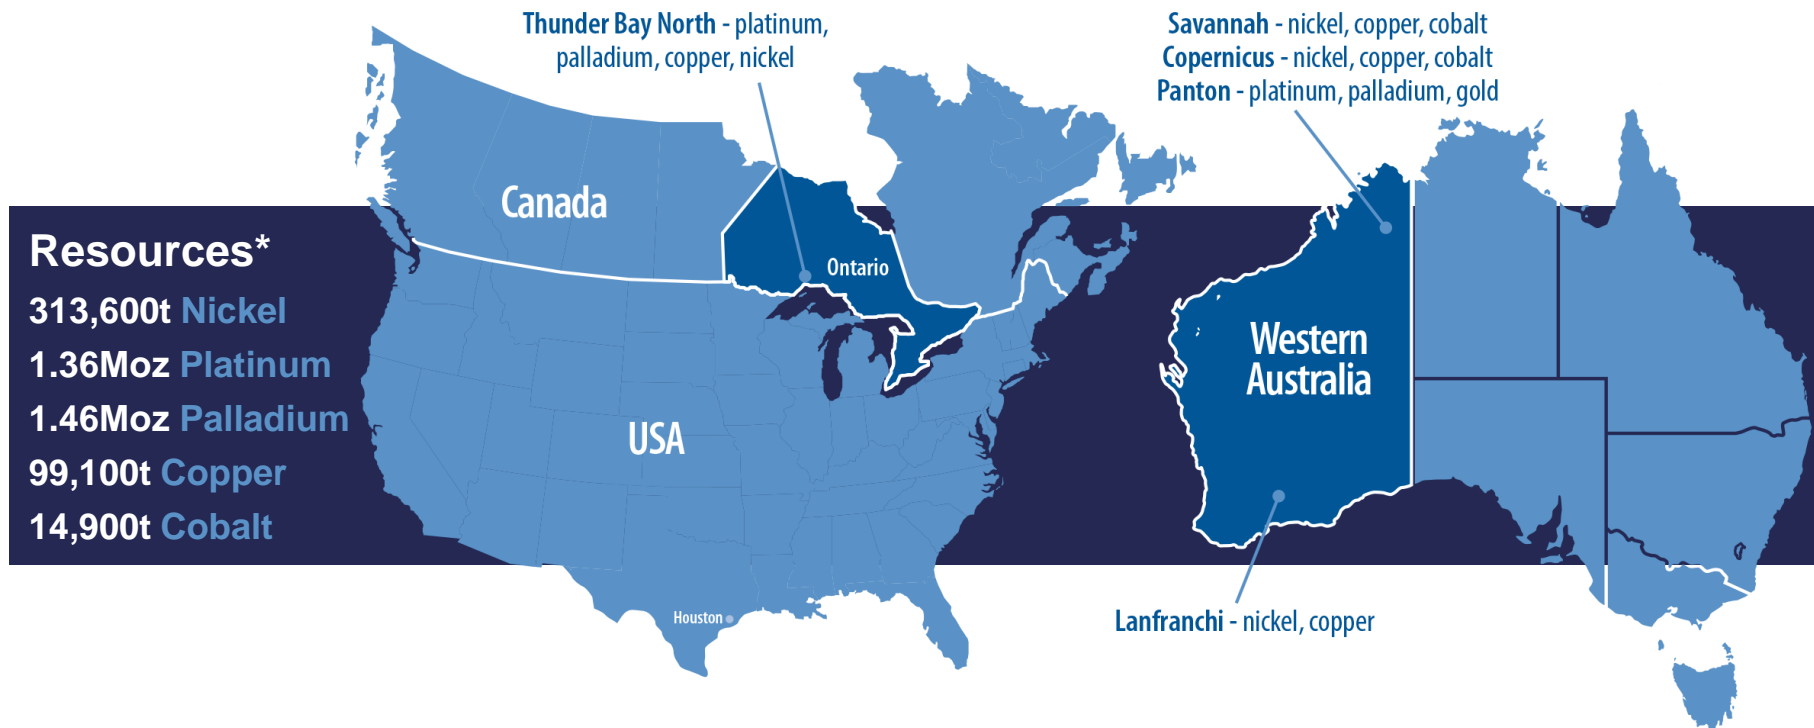 Thunder Bay North - platinum,
palladium, copper, nickel
Savannah - nickel, copper, cobalt
Copernicus - nickel, copper, cobalt
Panton - platinum, palladium, gold
Canada
Ontario
USA
Houston
Resources*
313,600t Nickel
1.36Moz Platinum
1.46Moz Palladium
99,100t Copper
14,900t Cobalt
Western
Australia
Lanfranchi - nickel, copper